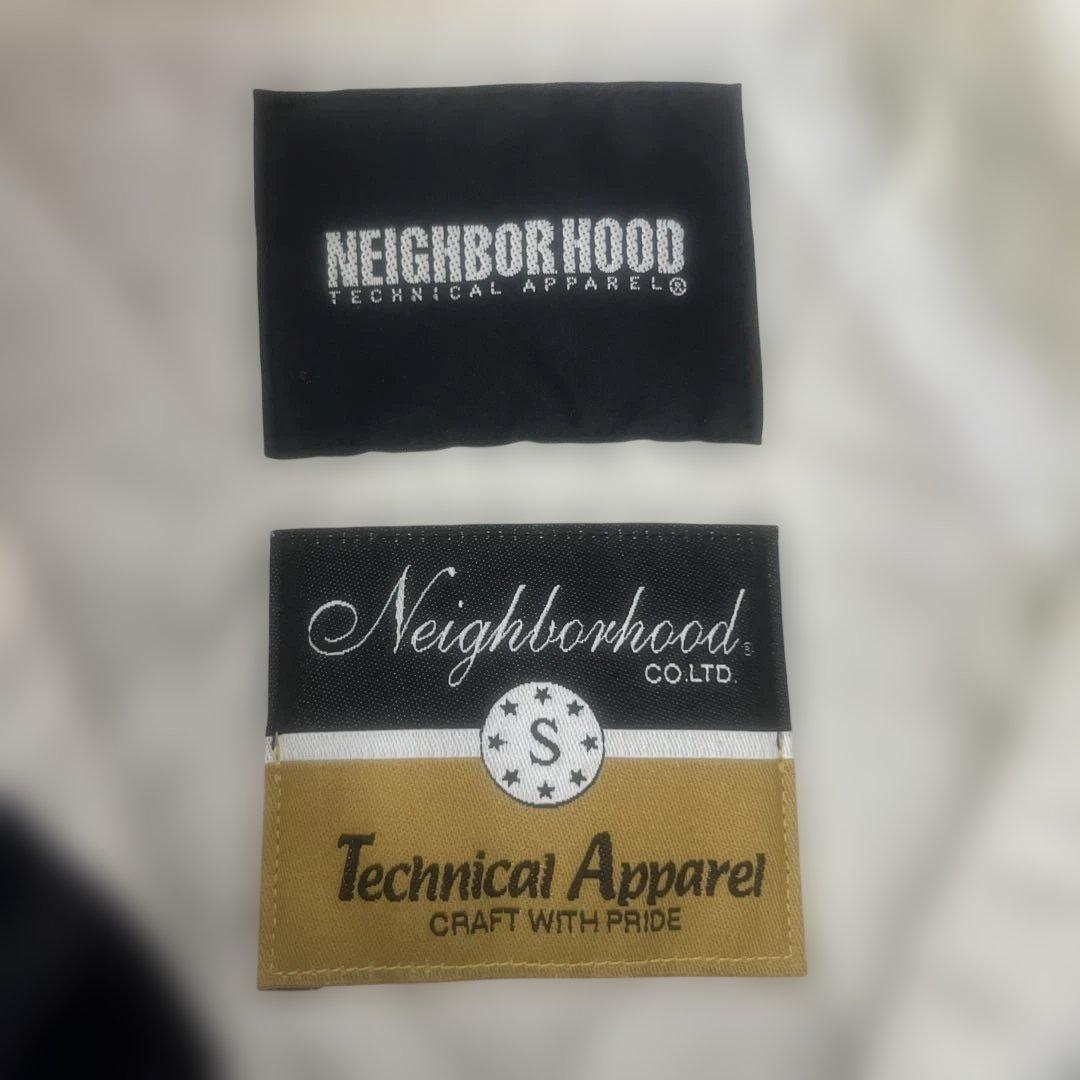 NEIGHBORHOOD
TECHNICAL APPAREL®
Neighborhood®
CO.LTD.
S
Technical Apparel
CRAFT WITH PRIDE